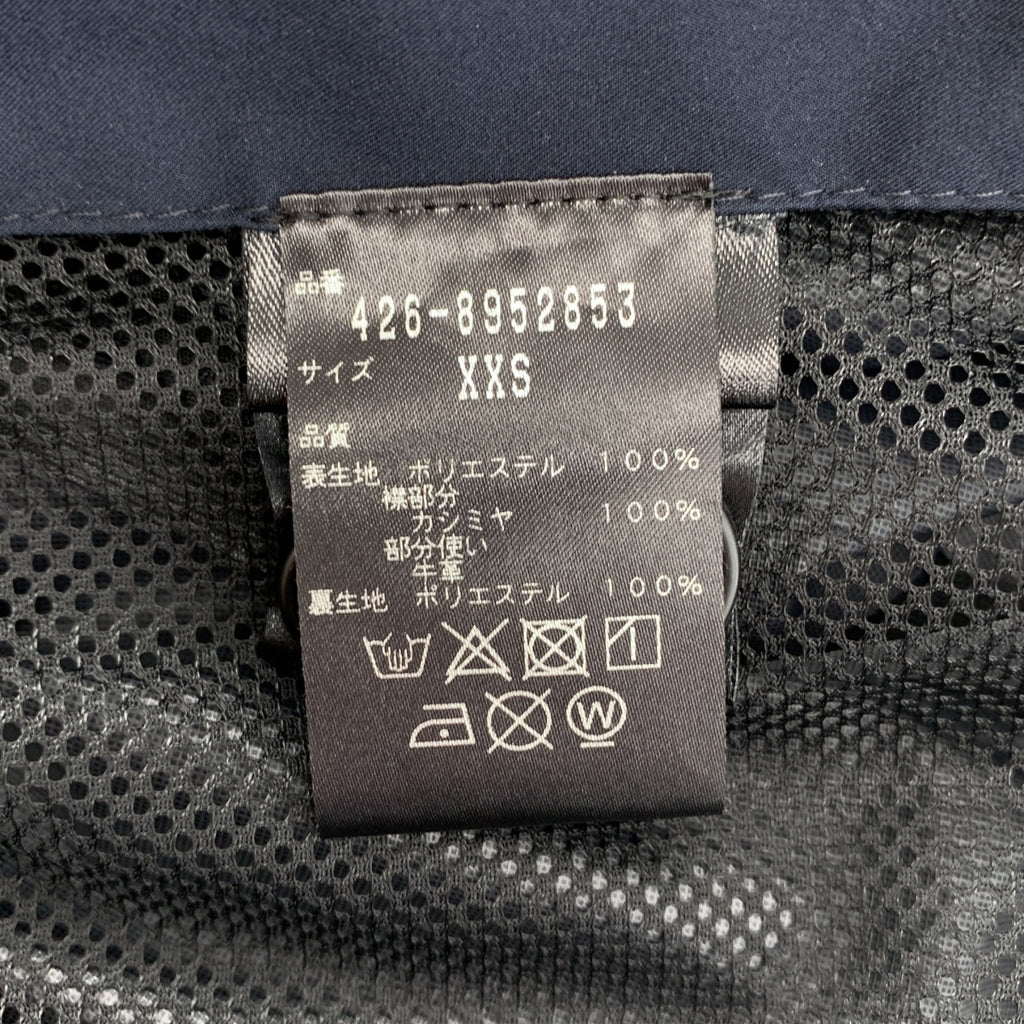 品番
426-8952853
サイズ XXS
品質
表生地 ポリエステル 100%
襟部分
カシミヤ 100%
部分使い
牛革
裏生地 ポリエステル 100%
W